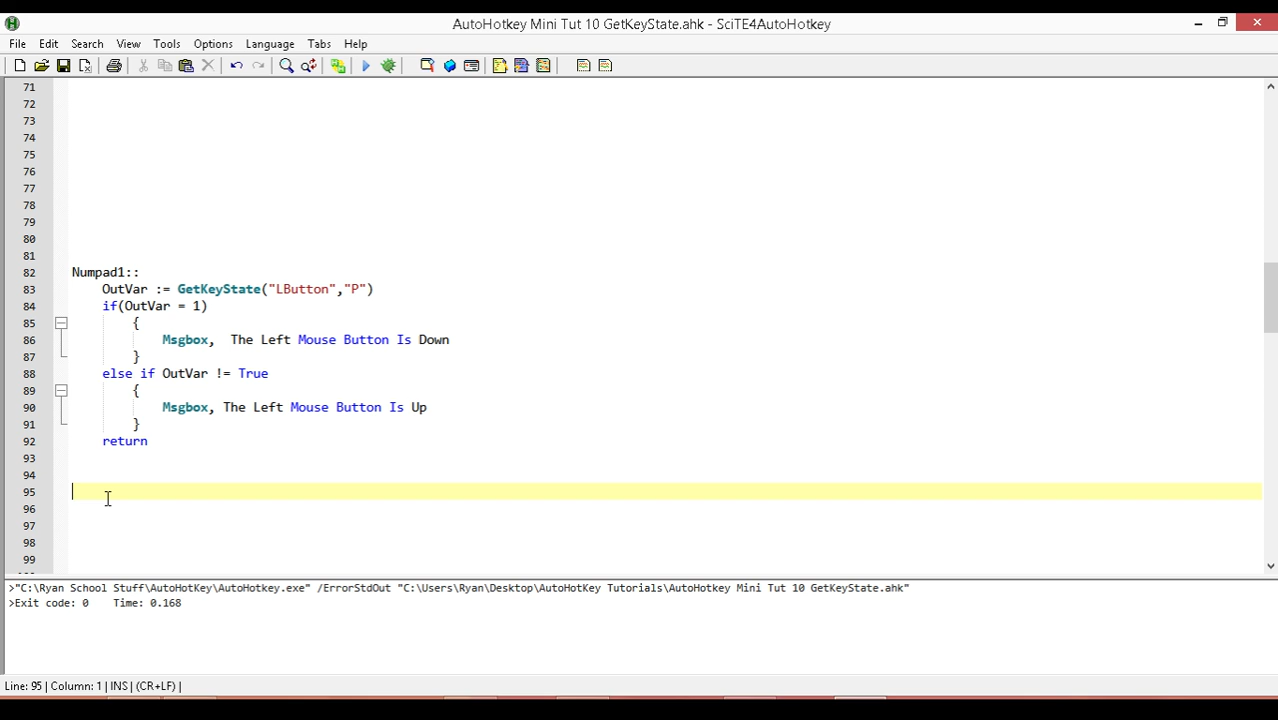 AutoHotkey Mini Tut 10 GetKeyState.ahk - SciTE4AutoHotkey
File Edit Search View Tools Options Language Tabs Help
71
72
73
74
75
76
77
78
79
80
81
82 Numpad1::
83 OutVar := GetKeyState("LButton","P")
84 if(OutVar = 1)
85 {
86 Msgbox,  The Left Mouse Button Is Down
87 }
88 else if OutVar != True
89 {
90 Msgbox, The Left Mouse Button Is Up
91 }
92 return
93
94
95
96
97
98
99
>"C:\Ryan School Stuff\AutoHotKey\AutoHotkey.exe" /ErrorStdOut "C:\Users\Ryan\Desktop\AutoHotKey Tutorials\AutoHotkey Mini Tut 10 GetKeyState.ahk"
>Exit code: 0    Time: 0.168
Line: 95 | Column: 1 | INS | (CR+LF) |